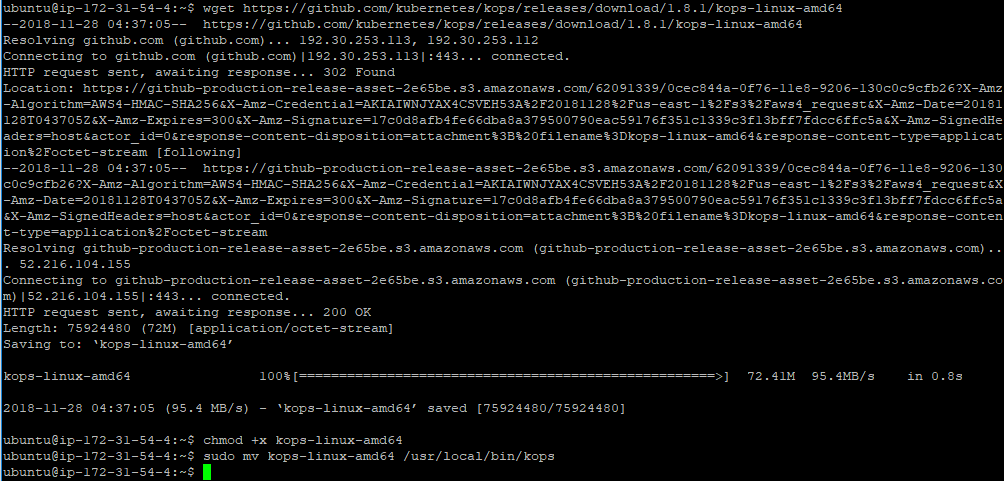 ubuntu@ip-172-31-54-4:~$ wget https://github.com/kubernetes/kops/releases/download/1.8.1/kops-linux-amd64
--2018-11-28 04:37:05--  https://github.com/kubernetes/kops/releases/download/1.8.1/kops-linux-amd64
Resolving github.com (github.com)... 192.30.253.113, 192.30.253.112
Connecting to github.com (github.com)|192.30.253.113|:443... connected.
HTTP request sent, awaiting response... 302 Found
Location: https://github-production-release-asset-2e65be.s3.amazonaws.com/62091339/0cec844a-0f76-11e8-9206-130c0c9cfb26?X-Amz
-Algorithm=AWS4-HMAC-SHA256&X-Amz-Credential=AKIAIWNJYAX4CSVEH53A%2F20181128%2Fus-east-1%2Fs3%2Faws4_request&X-Amz-Date=20181
128T043705Z&X-Amz-Expires=300&X-Amz-Signature=17c0d8afb4fe66dba8a379500790eac59176f351c1339c3f13bff7fdcc6ffc5a&X-Amz-SignedHe
aders=host&actor_id=0&response-content-disposition=attachment%3B%20filename%3Dkops-linux-amd64&response-content-type=applicat
ion%2Foctet-stream [following]
--2018-11-28 04:37:05--  https://github-production-release-asset-2e65be.s3.amazonaws.com/62091339/0cec844a-0f76-11e8-9206-130
c0c9cfb26?X-Amz-Algorithm=AWS4-HMAC-SHA256&X-Amz-Credential=AKIAIWNJYAX4CSVEH53A%2F20181128%2Fus-east-1%2Fs3%2Faws4_request&X
-Amz-Date=20181128T043705Z&X-Amz-Expires=300&X-Amz-Signature=17c0d8afb4fe66dba8a379500790eac59176f351c1339c3f13bff7fdcc6ffc5a
&X-Amz-SignedHeaders=host&actor_id=0&response-content-disposition=attachment%3B%20filename%3Dkops-linux-amd64&response-conten
t-type=application%2Foctet-stream
Resolving github-production-release-asset-2e65be.s3.amazonaws.com (github-production-release-asset-2e65be.s3.amazonaws.com)..
. 52.216.104.155
Connecting to github-production-release-asset-2e65be.s3.amazonaws.com (github-production-release-asset-2e65be.s3.amazonaws.co
m)|52.216.104.155|:443... connected.
HTTP request sent, awaiting response... 200 OK
Length: 75924480 (72M) [application/octet-stream]
Saving to: ‘kops-linux-amd64’
kops-linux-amd64                100%[====================================================>]  72.41M  95.4MB/s    in 0.8s
2018-11-28 04:37:05 (95.4 MB/s) - ‘kops-linux-amd64’ saved [75924480/75924480]
ubuntu@ip-172-31-54-4:~$ chmod +x kops-linux-amd64
ubuntu@ip-172-31-54-4:~$ sudo mv kops-linux-amd64 /usr/local/bin/kops
ubuntu@ip-172-31-54-4:~$